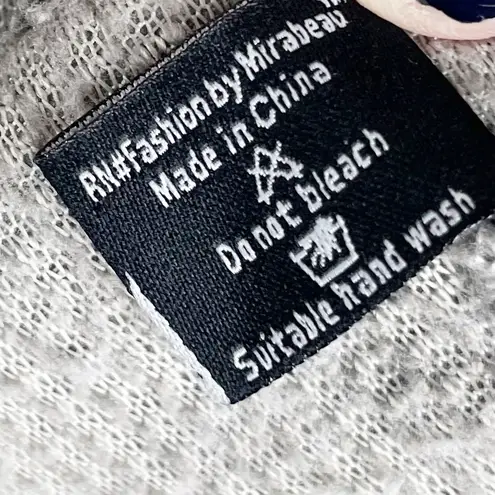 RN#Fashion by Mirabeau
Made in China
Do not bleach
Suitable hand wash